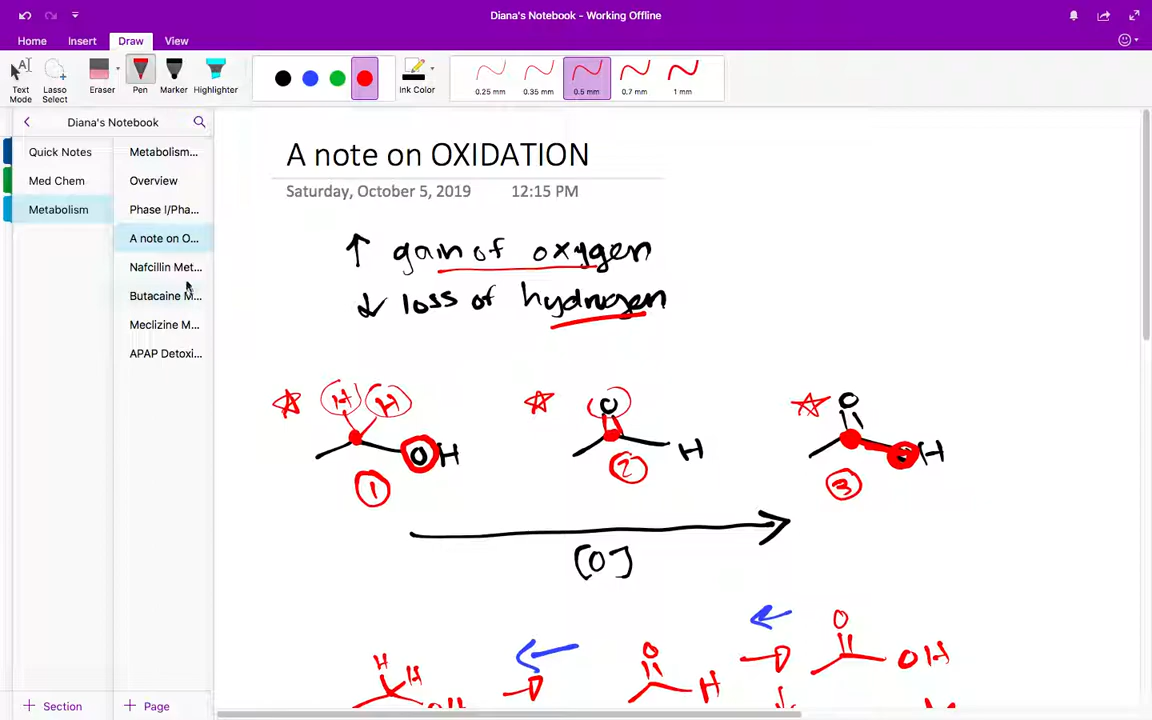 Diana's Notebook - Working Offline
Home Insert Draw View
Text Mode
Lasso Select
Eraser
Pen
Marker
Highlighter
Ink Color
0.25 mm
0.35 mm
0.5 mm
0.7 mm
1 mm
Diana's Notebook
Quick Notes
Med Chem
Metabolism
Metabolism...
Overview
Phase I/Pha...
A note on O...
Nafcillin Met...
Butacaine M...
Meclizine M...
APAP Detoxi...
+ Section
+ Page
A note on OXIDATION
Saturday, October 5, 2019 12:15 PM
↑ gain of oxygen
↓ loss of hydrogen
H H
OH
1
O
H
2
O
OH
3
[O]
H H
OH
O
H
O
OH